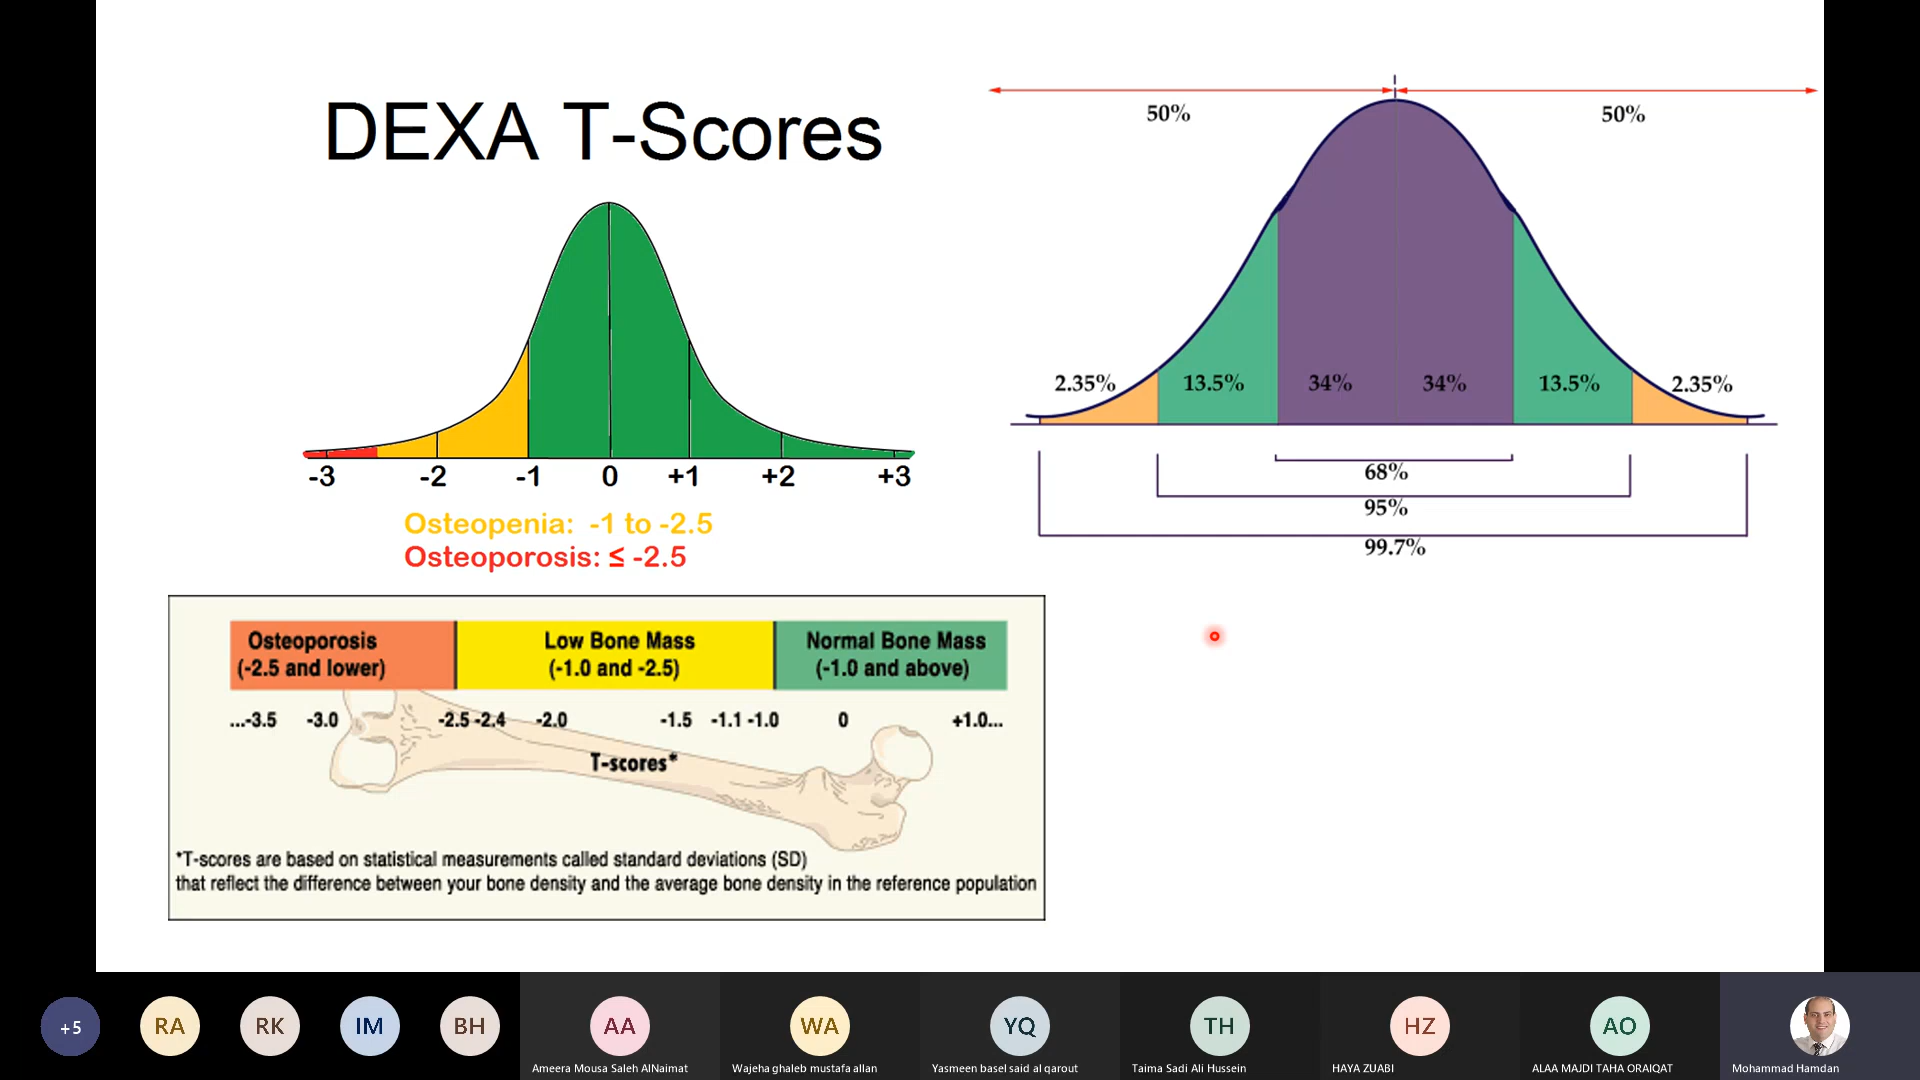 DEXA T-Scores
-3 -2 -1 0 +1 +2 +3
Osteopenia: -1 to -2.5
Osteoporosis: ≤ -2.5
50% 50%
2.35% 13.5% 34% 34% 13.5% 2.35%
68%
95%
99.7%
Osteoporosis
(-2.5 and lower)
Low Bone Mass
(-1.0 and -2.5)
Normal Bone Mass
(-1.0 and above)
...-3.5 -3.0 -2.5 -2.4 -2.0 -1.5 -1.1 -1.0 0 +1.0...
T-scores*
*T-scores are based on statistical measurements called standard deviations (SD)
that reflect the difference between your bone density and the average bone density in the reference population
+5 RA RK IM BH AA WA YQ TH HZ AO
Ameera Mousa Saleh AlNaimat
Wajeha ghaleb mustafa allan
Yasmeen basel said al qarout
Taima Sadi Ali Hussein
HAYA ZUABI
ALAA MAJDI TAHA ORAIQAT
Mohammad Hamdan